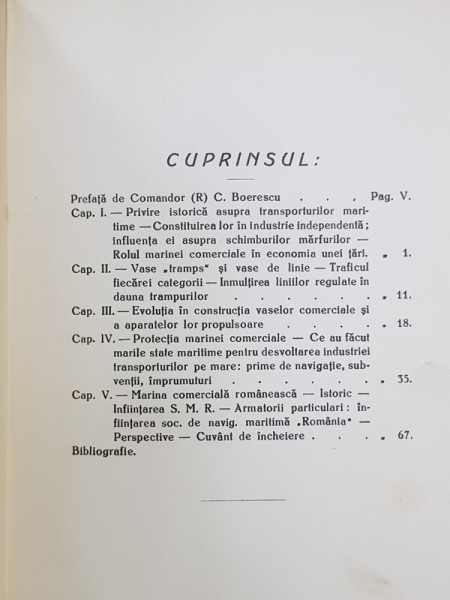 CUPRINSUL:
Prefață de Comandor (R) C. Boerescu . . . Pag. V.
Cap. I. — Privire istorică asupra transporturilor mari-
time — Constituirea lor în industrie independentă;
influența ei asupra schimburilor mărfurilor —
Rolul marinei comerciale în economia unei țări. „ 1.
Cap. II. — Vase „tramps“ și vase de linie — Traficul
fiecărei categorii — Inmulțirea liniilor regulate în
dauna trampurilor . . . . . . „ 11.
Cap. III. — Evoluția în construcția vaselor comerciale și
a aparatelor lor propulsoare . . . . „ 18.
Cap. IV. — Protecția marinei comerciale — Ce au făcut
marile state maritime pentru desvoltarea industriei
transporturilor pe mare: prime de navigație, sub-
venții, împrumuturi . . . . . . „ 35.
Cap. V. — Marina comercială românească — Istoric —
Inființarea S. M. R. — Armatorii particulari: în-
ființarea soc. de navig. maritimă „România“ —
Perspective — Cuvânt de încheiere . . . „ 67.
Bibliografie.